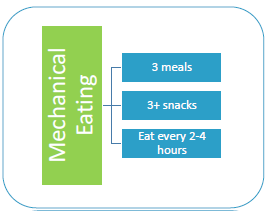 Mechanical
Eating
3 meals
3+ snacks
Eat every 2-4
hours